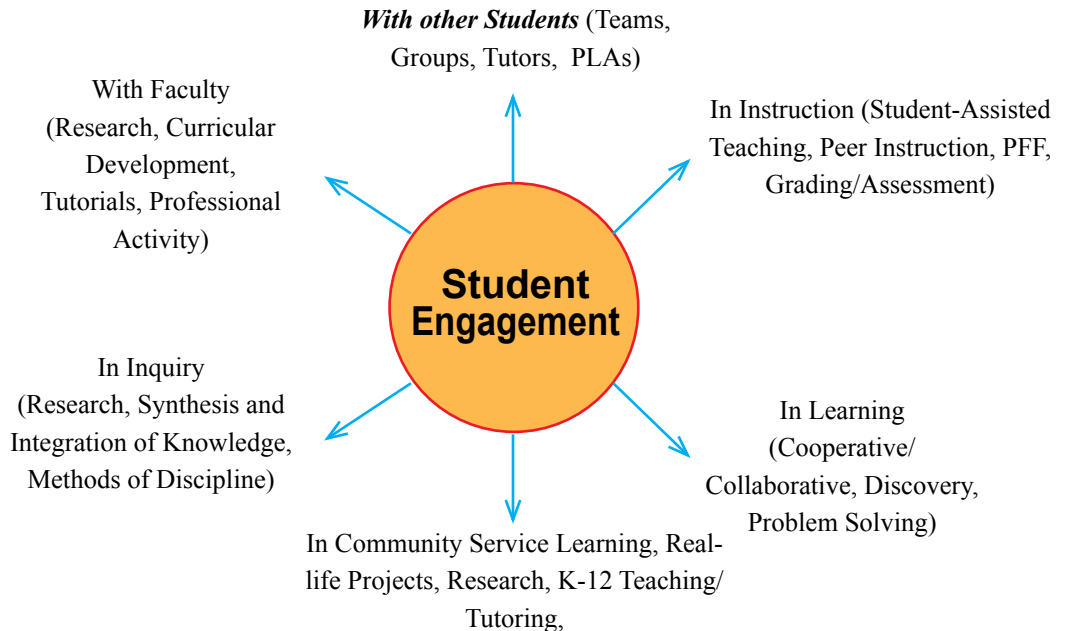 With other Students (Teams,
Groups, Tutors, PLAs)
With Faculty
(Research, Curricular
Development,
Tutorials, Professional
Activity)
In Instruction (Student-Assisted
Teaching, Peer Instruction, PFF,
Grading/Assessment)
Student
Engagement
In Inquiry
(Research, Synthesis and
Integration of Knowledge,
Methods of Discipline)
In Learning
(Cooperative/
Collaborative, Discovery,
Problem Solving)
In Community Service Learning, Real-
life Projects, Research, K-12 Teaching/
Tutoring,